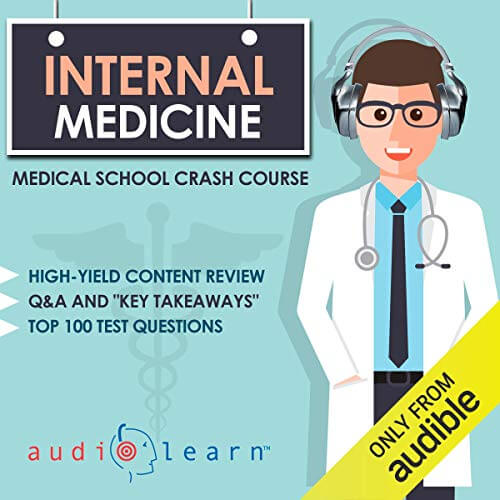 INTERNAL
MEDICINE
MEDICAL SCHOOL CRASH COURSE
HIGH-YIELD CONTENT REVIEW
Q&A AND "KEY TAKEAWAYS"
TOP 100 TEST QUESTIONS
audiolearn™
ONLY FROM
audible